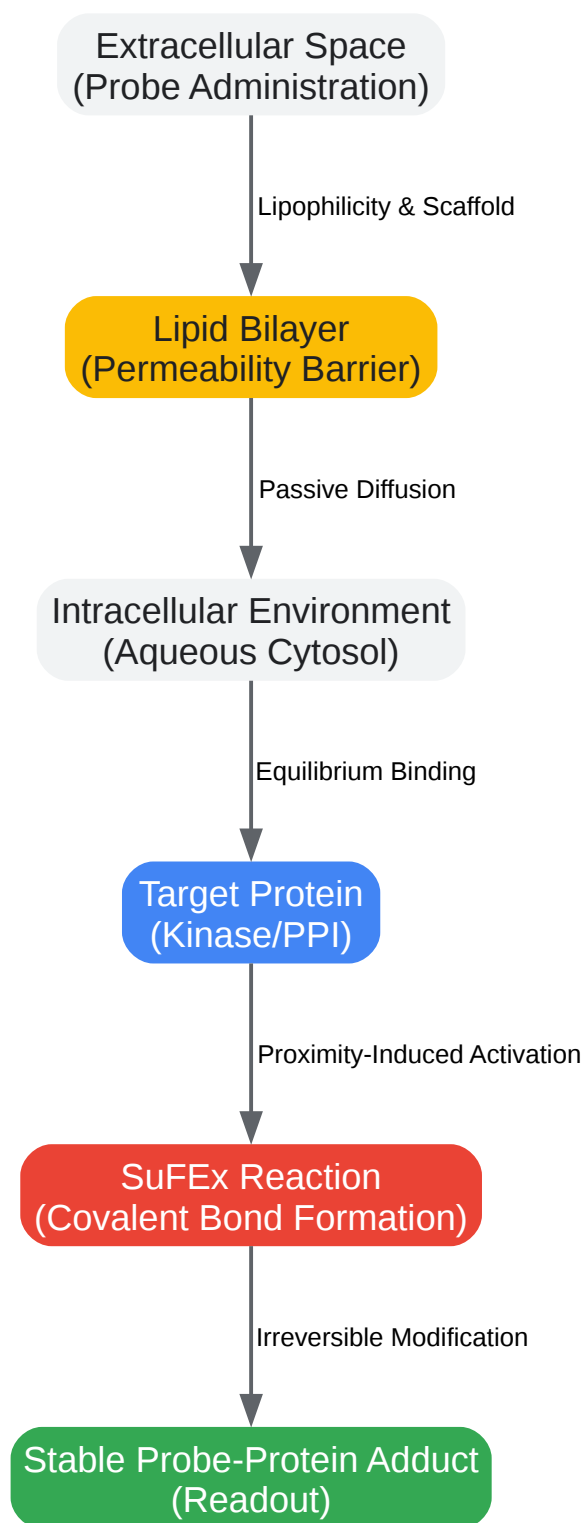 Extracellular Space
(Probe Administration)
Lipophilicity & Scaffold
Lipid Bilayer
(Permeability Barrier)
Passive Diffusion
Intracellular Environment
(Aqueous Cytosol)
Equilibrium Binding
Target Protein
(Kinase/PPI)
Proximity-Induced Activation
SuFEx Reaction
(Covalent Bond Formation)
Irreversible Modification
Stable Probe-Protein Adduct
(Readout)